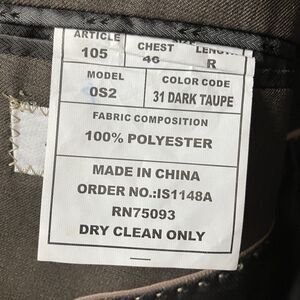 ARTICLE CHEST LENGTH
105 46 R
MODEL COLOR CODE
0S2 31 DARK TAUPE
FABRIC COMPOSITION
100% POLYESTER
MADE IN CHINA
ORDER NO.:IS1148A
RN75093
DRY CLEAN ONLY